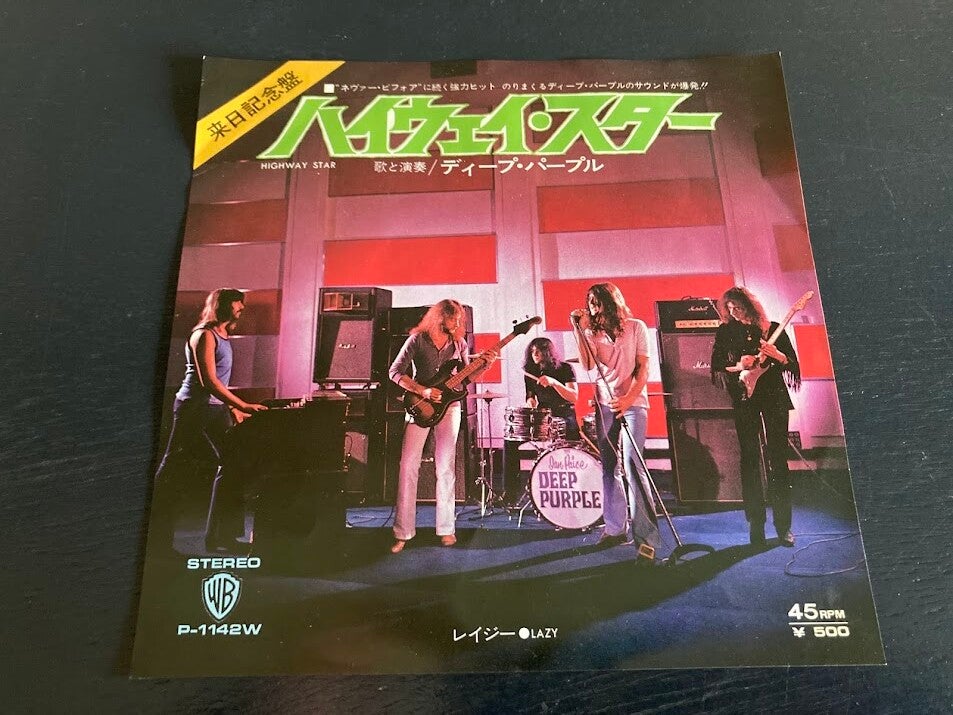 来日記念盤
■“ネヴァー・ビフォア”に続く強力ヒット のりまくるディープ・パープルのサウンドが爆発!!
ハイウェイ・スター
HIGHWAY STAR 歌と演奏/ディープ・パープル
Marshall
Ian Paice
DEEP
PURPLE
STEREO
WB
P-1142W
レイジー●LAZY
45RPM
¥ 500